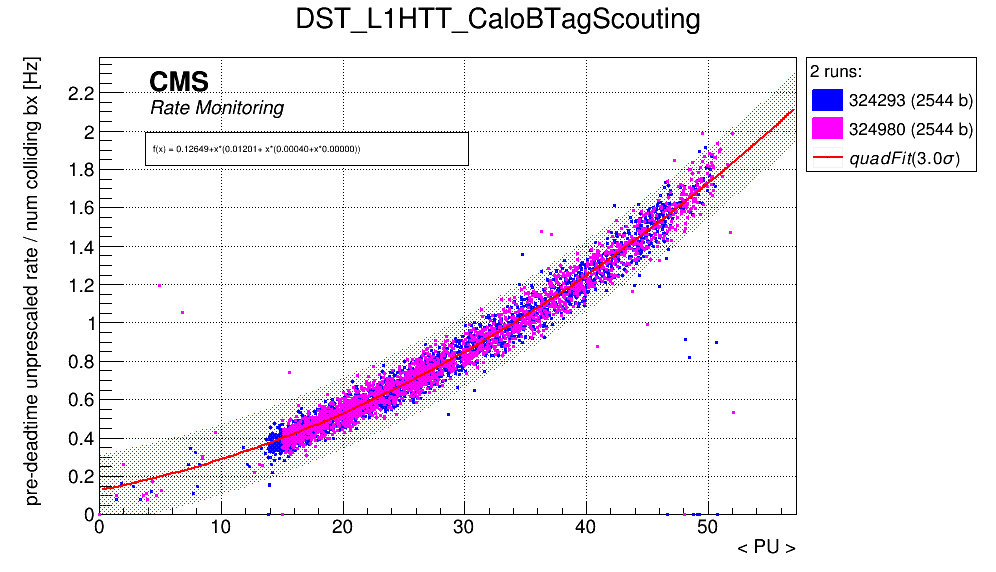 DST_L1HTT_CaloBTagScouting
pre-deadtime unprescaled rate / num colliding bx [Hz]
CMS
Rate Monitoring
f(x) = 0.12649+x*(0.01201+ x*(0.00040+x*0.00000))
2.2
2
1.8
1.6
1.4
1.2
1
0.8
0.6
0.4
0.2
0
0 10 20 30 40 50
< PU >
2 runs:
324293 (2544 b)
324980 (2544 b)
quadFit(3.0σ)